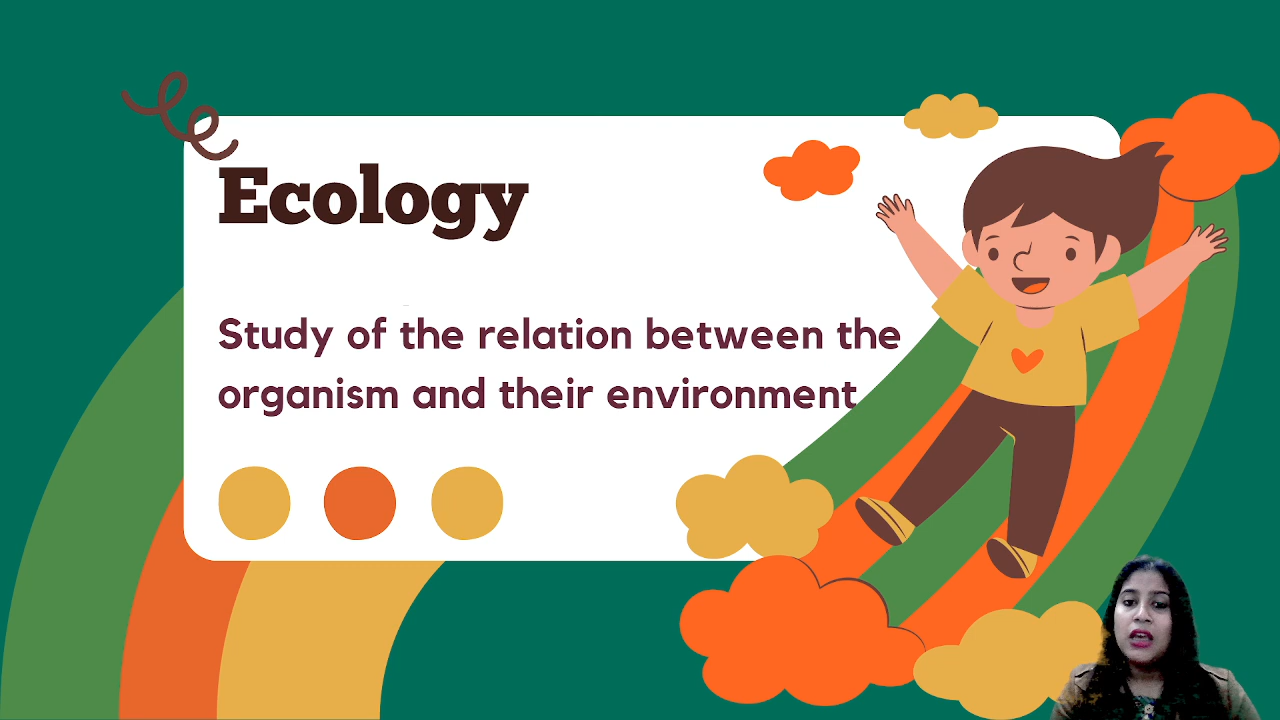 Ecology
Study of the relation between the
organism and their environment